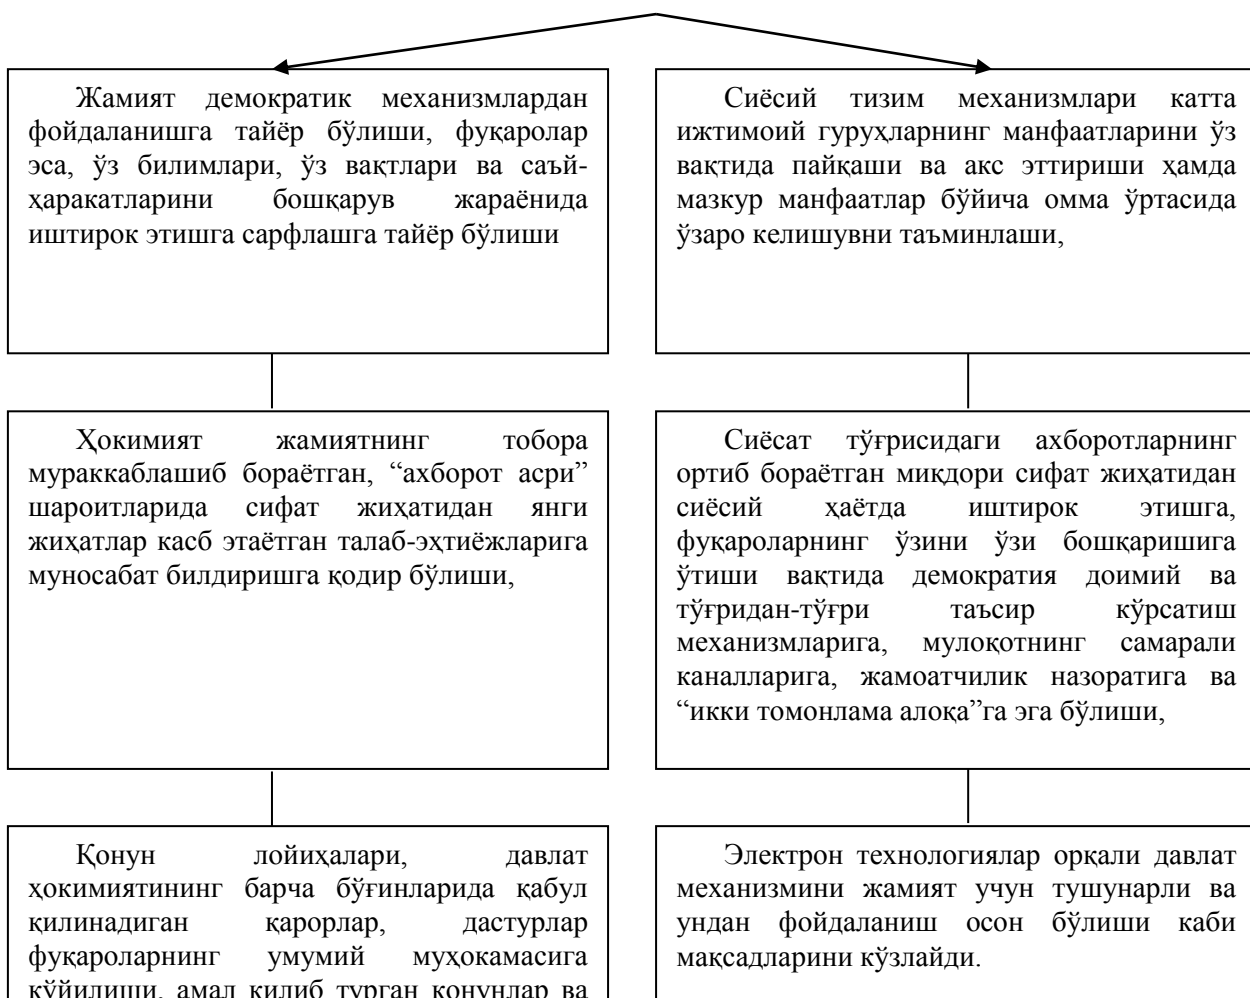 Жамият демократик механизмлардан
фойдаланишга тайёр бўлиши, фуқаролар
эса, ўз билимлари, ўз вақтлари ва саъй-
ҳаракатларини бошқарув жараёнида
иштирок этишга сарфлашга тайёр бўлиши
Сиёсий тизим механизмлари катта
ижтимоий гуруҳларнинг манфаатларини ўз
вақтида пайқаши ва акс эттириши ҳамда
мазкур манфаатлар бўйича омма ўртасида
ўзаро келишувни таъминлаши,
Ҳокимият жамиятнинг тобора
мураккаблашиб бораётган, “ахборот асри”
шароитларида сифат жиҳатидан янги
жиҳатлар касб этаётган талаб-эҳтиёжларига
муносабат билдиришга қодир бўлиши,
Сиёсат тўғрисидаги ахборотларнинг
ортиб бораётган миқдори сифат жиҳатидан
сиёсий ҳаётда иштирок этишга,
фуқароларнинг ўзини ўзи бошқаришига
ўтиши вақтида демократия доимий ва
тўғридан-тўғри таъсир кўрсатиш
механизмларига, мулоқотнинг самарали
каналларига, жамоатчилик назоратига ва
“икки томонлама алоқа”га эга бўлиши,
Қонун лойиҳалари, давлат
ҳокимиятининг барча бўғинларида қабул
қилинадиган қарорлар, дастурлар
фуқароларнинг умумий муҳокамасига
қўйилиши, амал қилиб турган қонунлар ва
Электрон технологиялар орқали давлат
механизмини жамият учун тушунарли ва
ундан фойдаланиш осон бўлиши каби
мақсадларини кўзлайди.